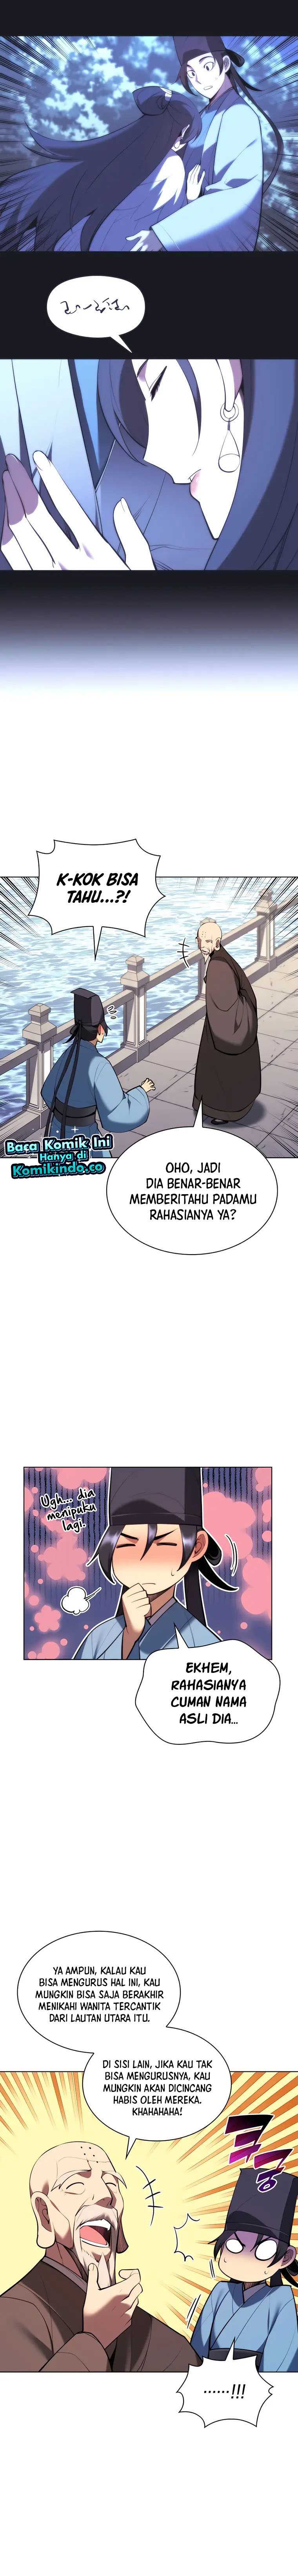 K-KOK BISA
TAHU...?!
Baca Komik Ini
Hanya di
Komikindo.co
OHO, JADI
DIA BENAR-BENAR
MEMBERITAHU PADAMU
RAHASIANYA YA?
Ugh... dia
menipuku
lagi.
EKHEM,
RAHASIANYA
CUMAN NAMA
ASLI DIA...
YA AMPUN, KALAU KAU
BISA MENGURUS HAL INI, KAU
MUNGKIN BISA SAJA BERAKHIR
MENIKAHI WANITA TERCANTIK
DARI LAUTAN UTARA ITU.
DI SISI LAIN, JIKA KAU TAK
BISA MENGURUSNYA, KAU
MUNGKIN AKAN DICINCANG
HABIS OLEH MEREKA.
KHAHAHAHA!
......!!!